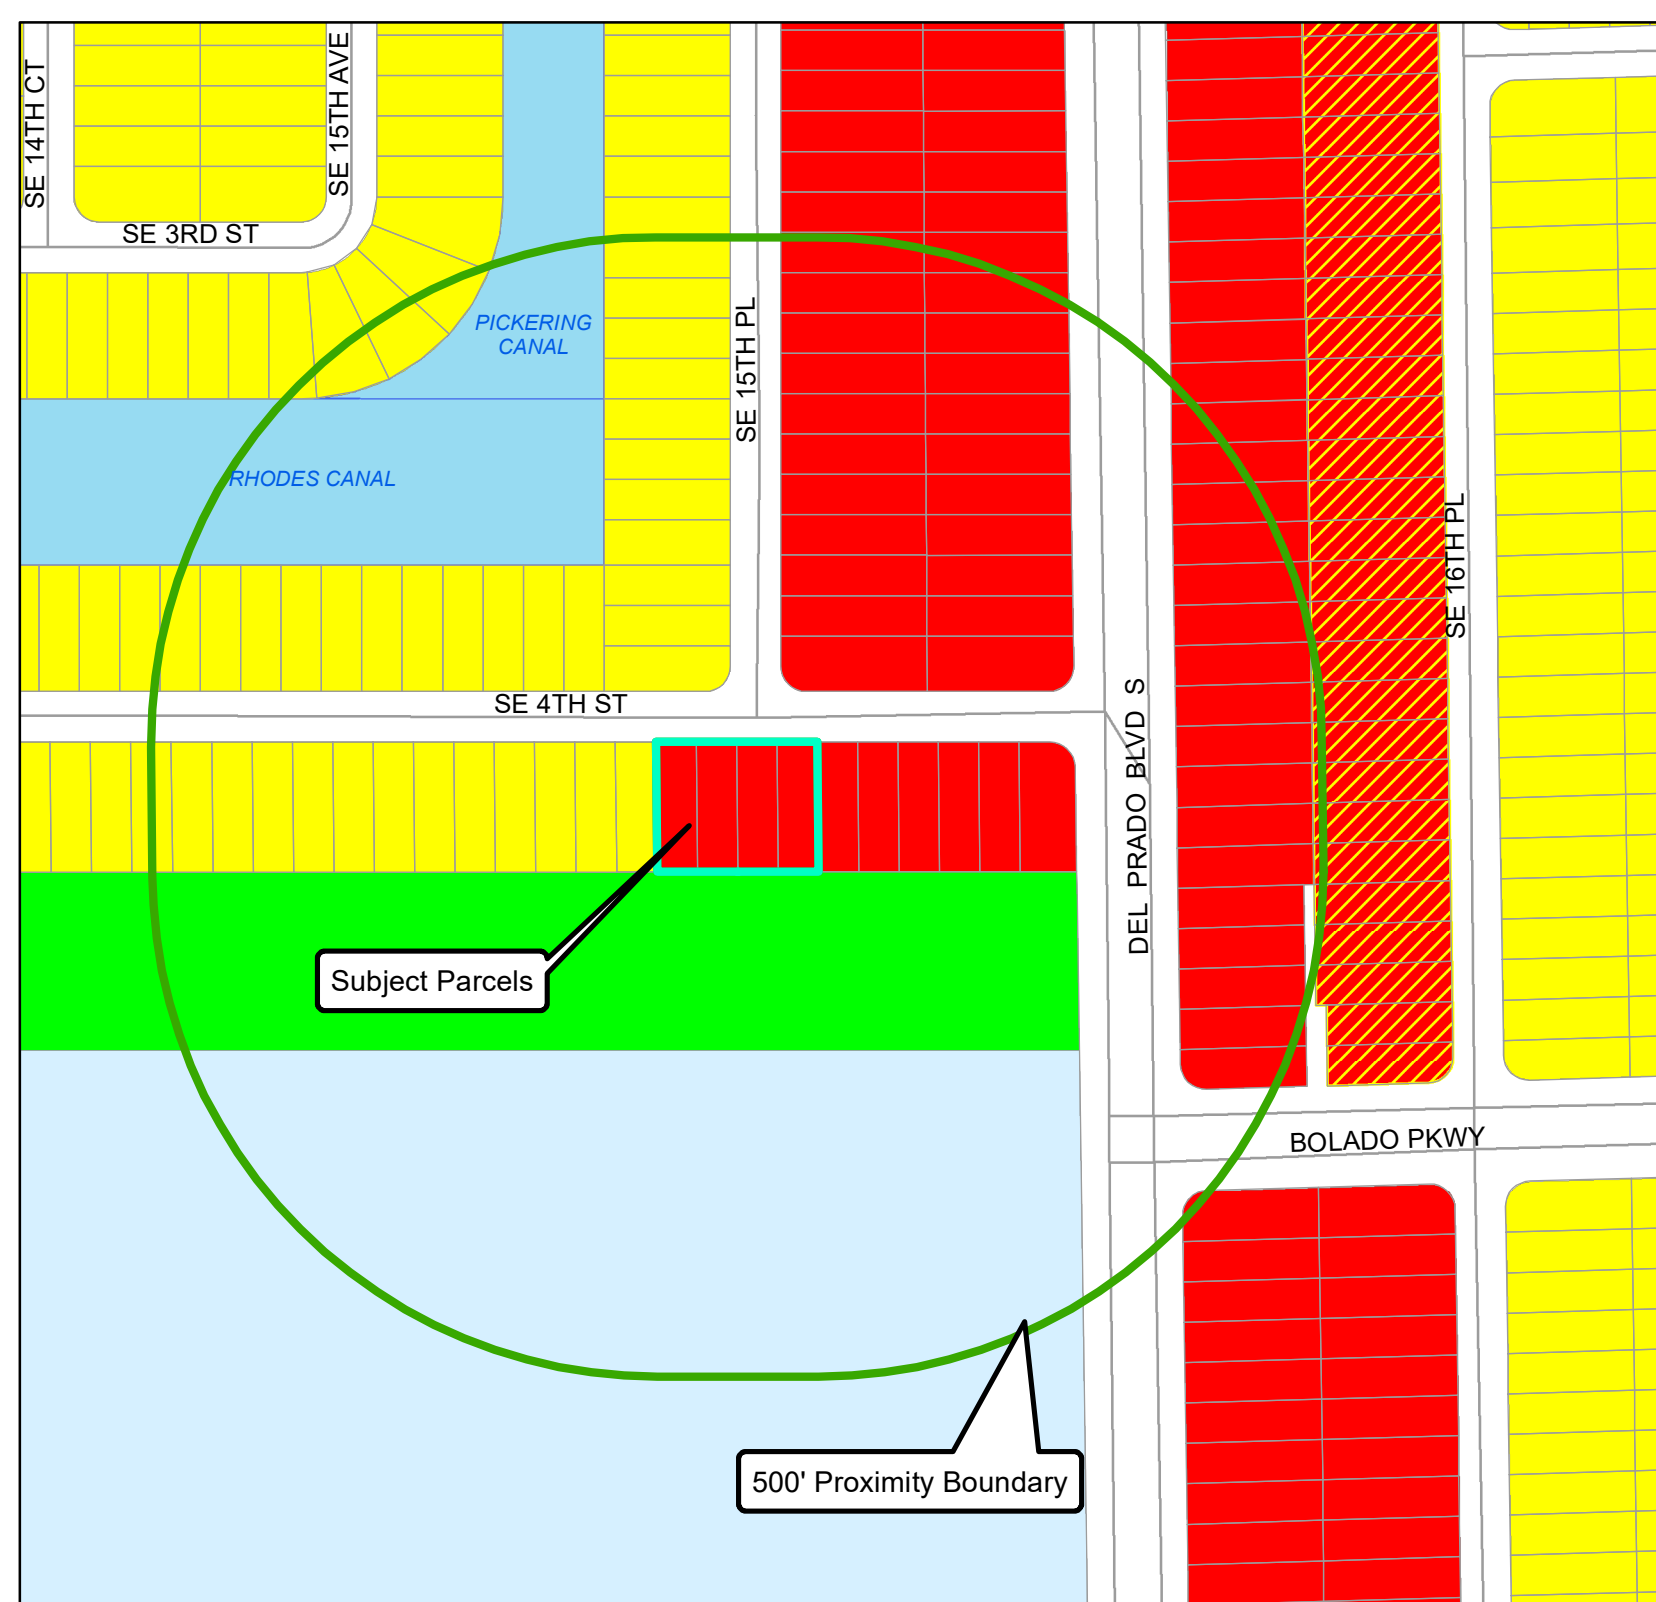 SE 14TH CT
SE 15TH AVE
SE 3RD ST
PICKERING
CANAL
SE 15TH PL
RHODES CANAL
SE 16TH PL
SE 4TH ST
DEL PRADO BLVD S
Subject Parcels
BOLADO PKWY
500' Proximity Boundary